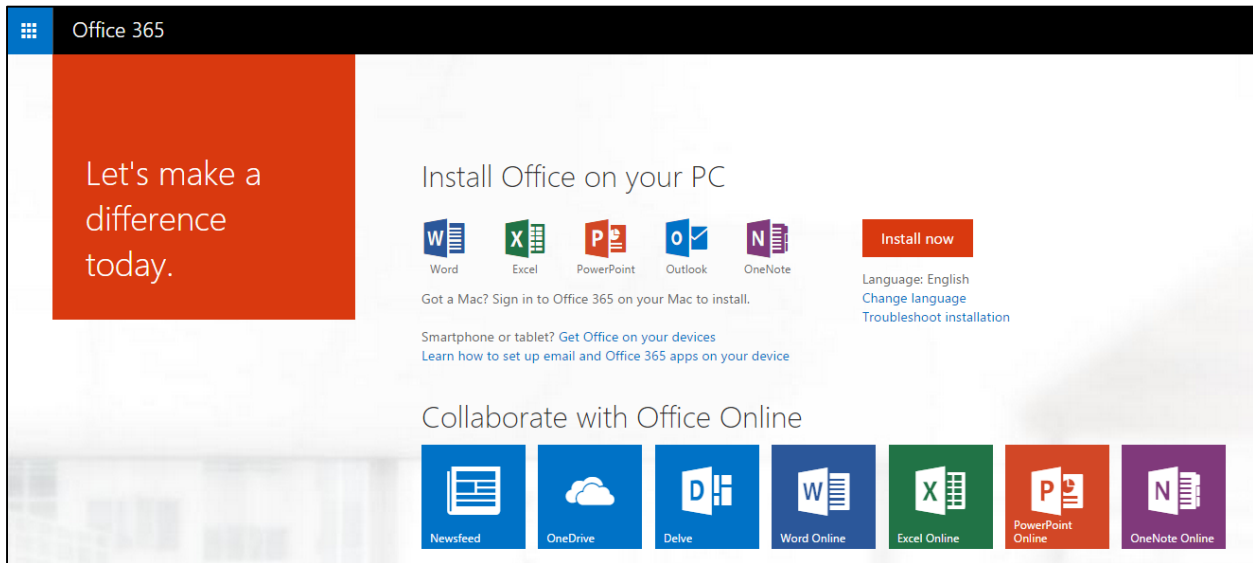 Office 365
Let's make a
difference
today.
Install Office on your PC
W X P O N
Word Excel PowerPoint Outlook OneNote
Install now
Got a Mac? Sign in to Office 365 on your Mac to install.
Language: English
Change language
Troubleshoot installation
Smartphone or tablet? Get Office on your devices
Learn how to set up email and Office 365 apps on your device
Collaborate with Office Online
D W X P N
Newsfeed OneDrive Delve Word Online Excel Online PowerPoint
Online OneNote Online